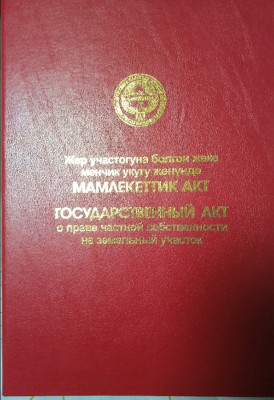 Жер участогуна болгон жеке
менчик укугу жөнүндө
МАМЛЕКЕТТИК АКТ
ГОСУДАРСТВЕННЫЙ АКТ
о праве частной собственности
на земельный участок